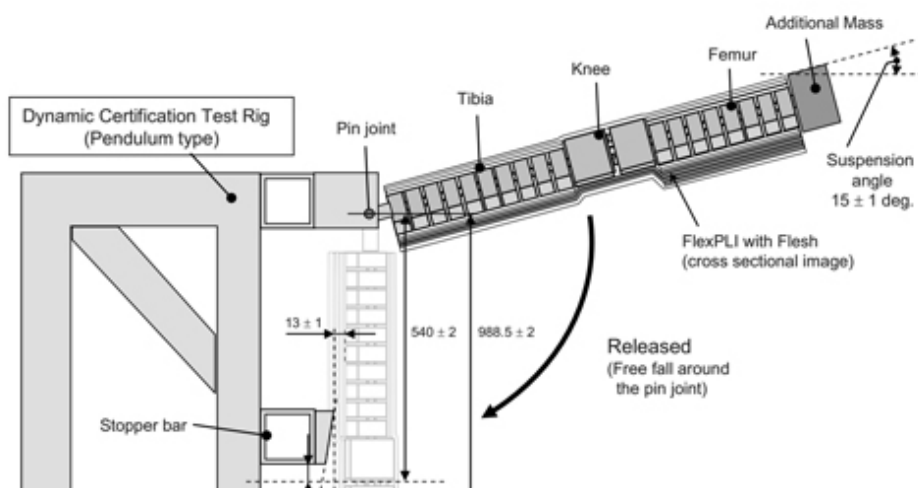 Additional Mass
Femur
Knee
Tibia
Dynamic Certification Test Rig
(Pendulum type)
Pin joint
Suspension
angle
15 ± 1 deg.
FlexPLI with Flesh
(cross sectional image)
13 ± 1
540 ± 2
988.5 ± 2
Released
(Free fall around
the pin joint)
Stopper bar